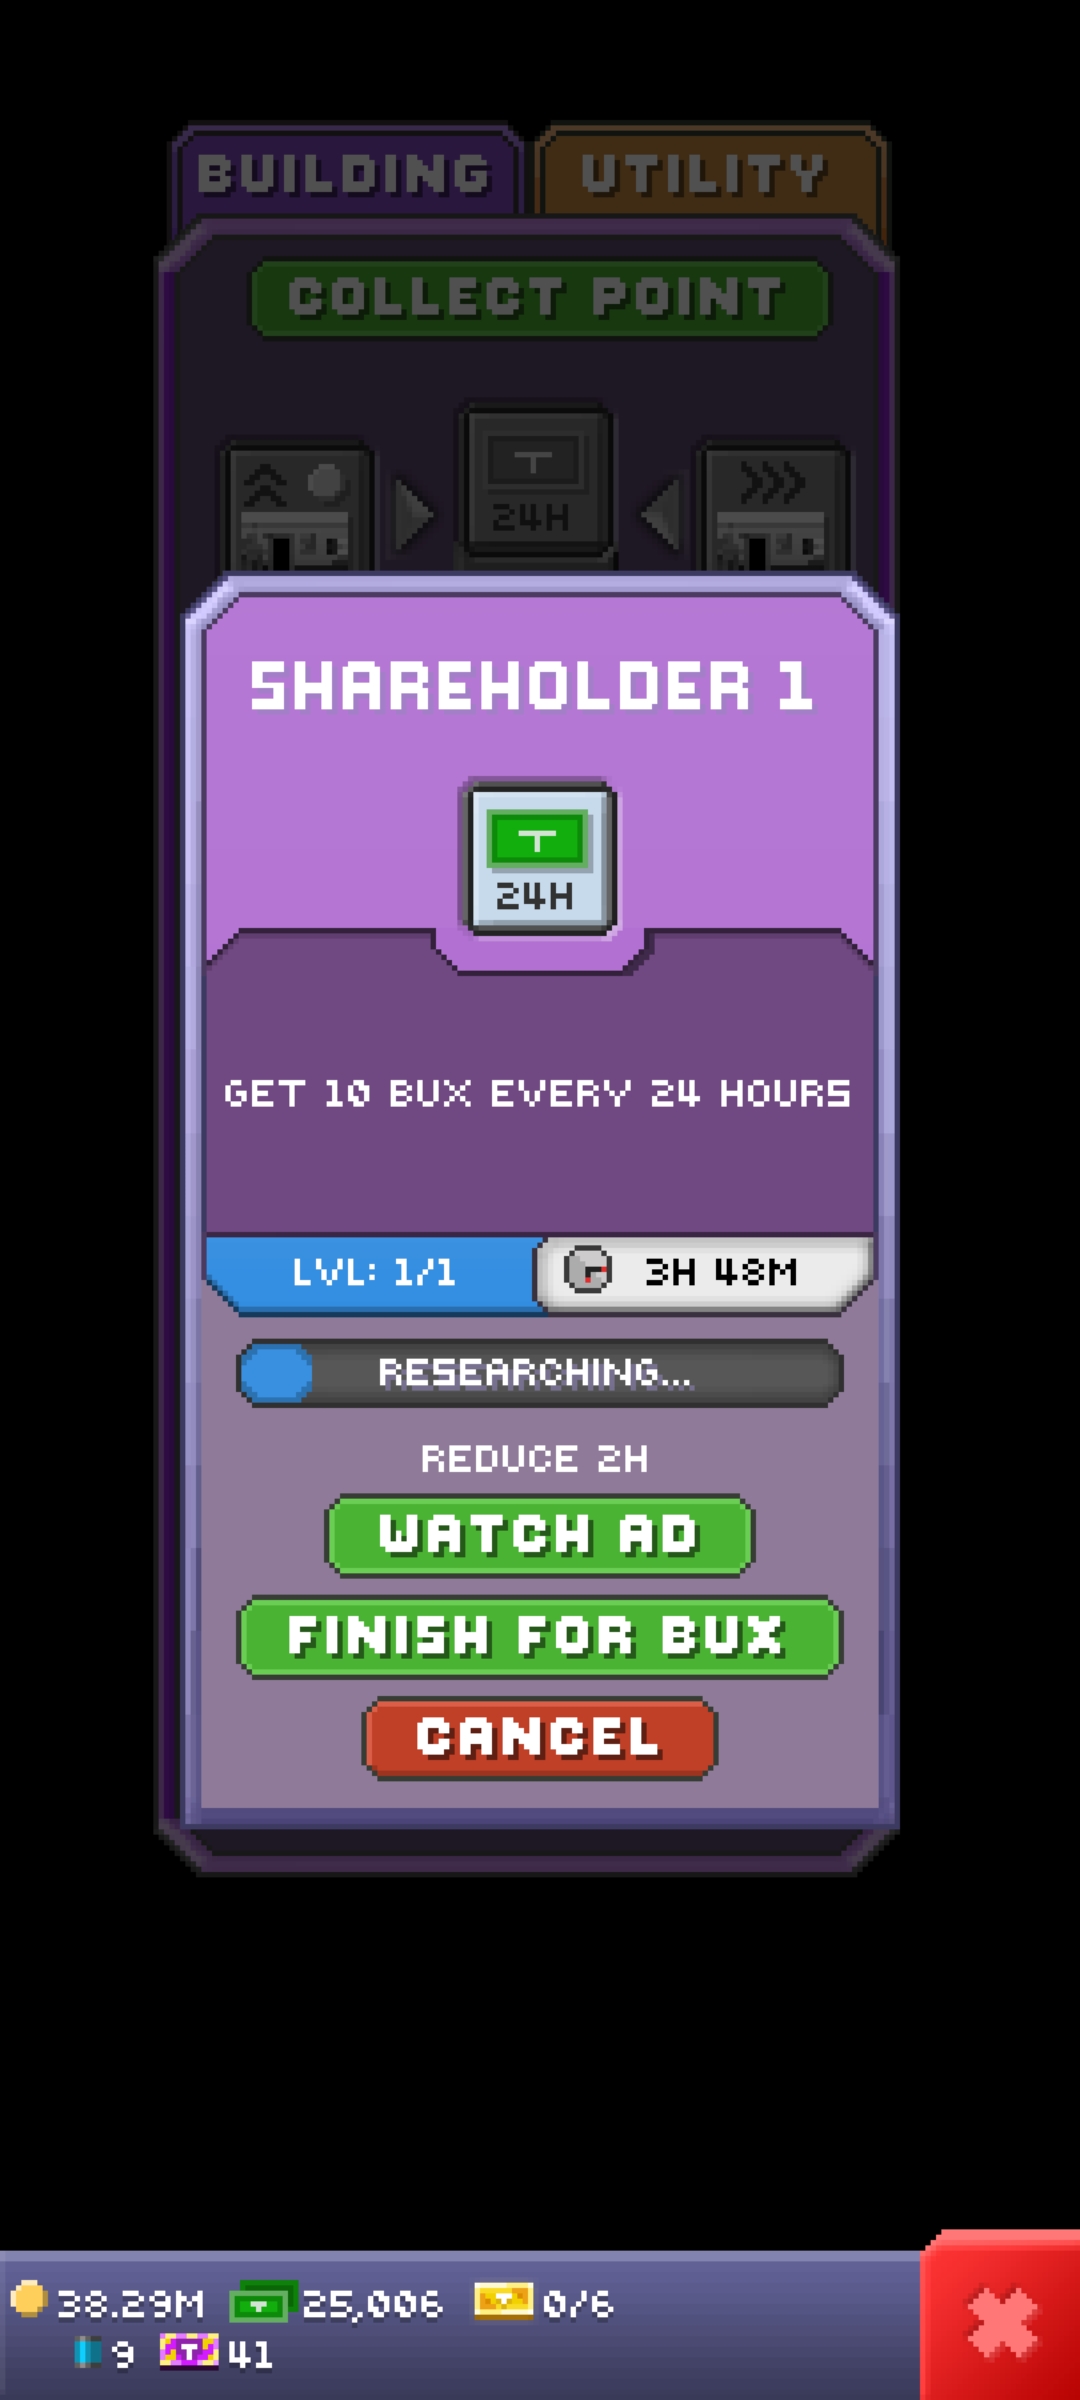 BUILDING UTILITY
COLLECT POINT
24H
SHAREHOLDER 1
24H
GET 10 BUX EVERY 24 HOURS
LVL: 1/1 3H 48M
RESEARCHING...
REDUCE 2H
WATCH AD
FINISH FOR BUX
CANCEL
38.29M 25,006 0/6
9 41